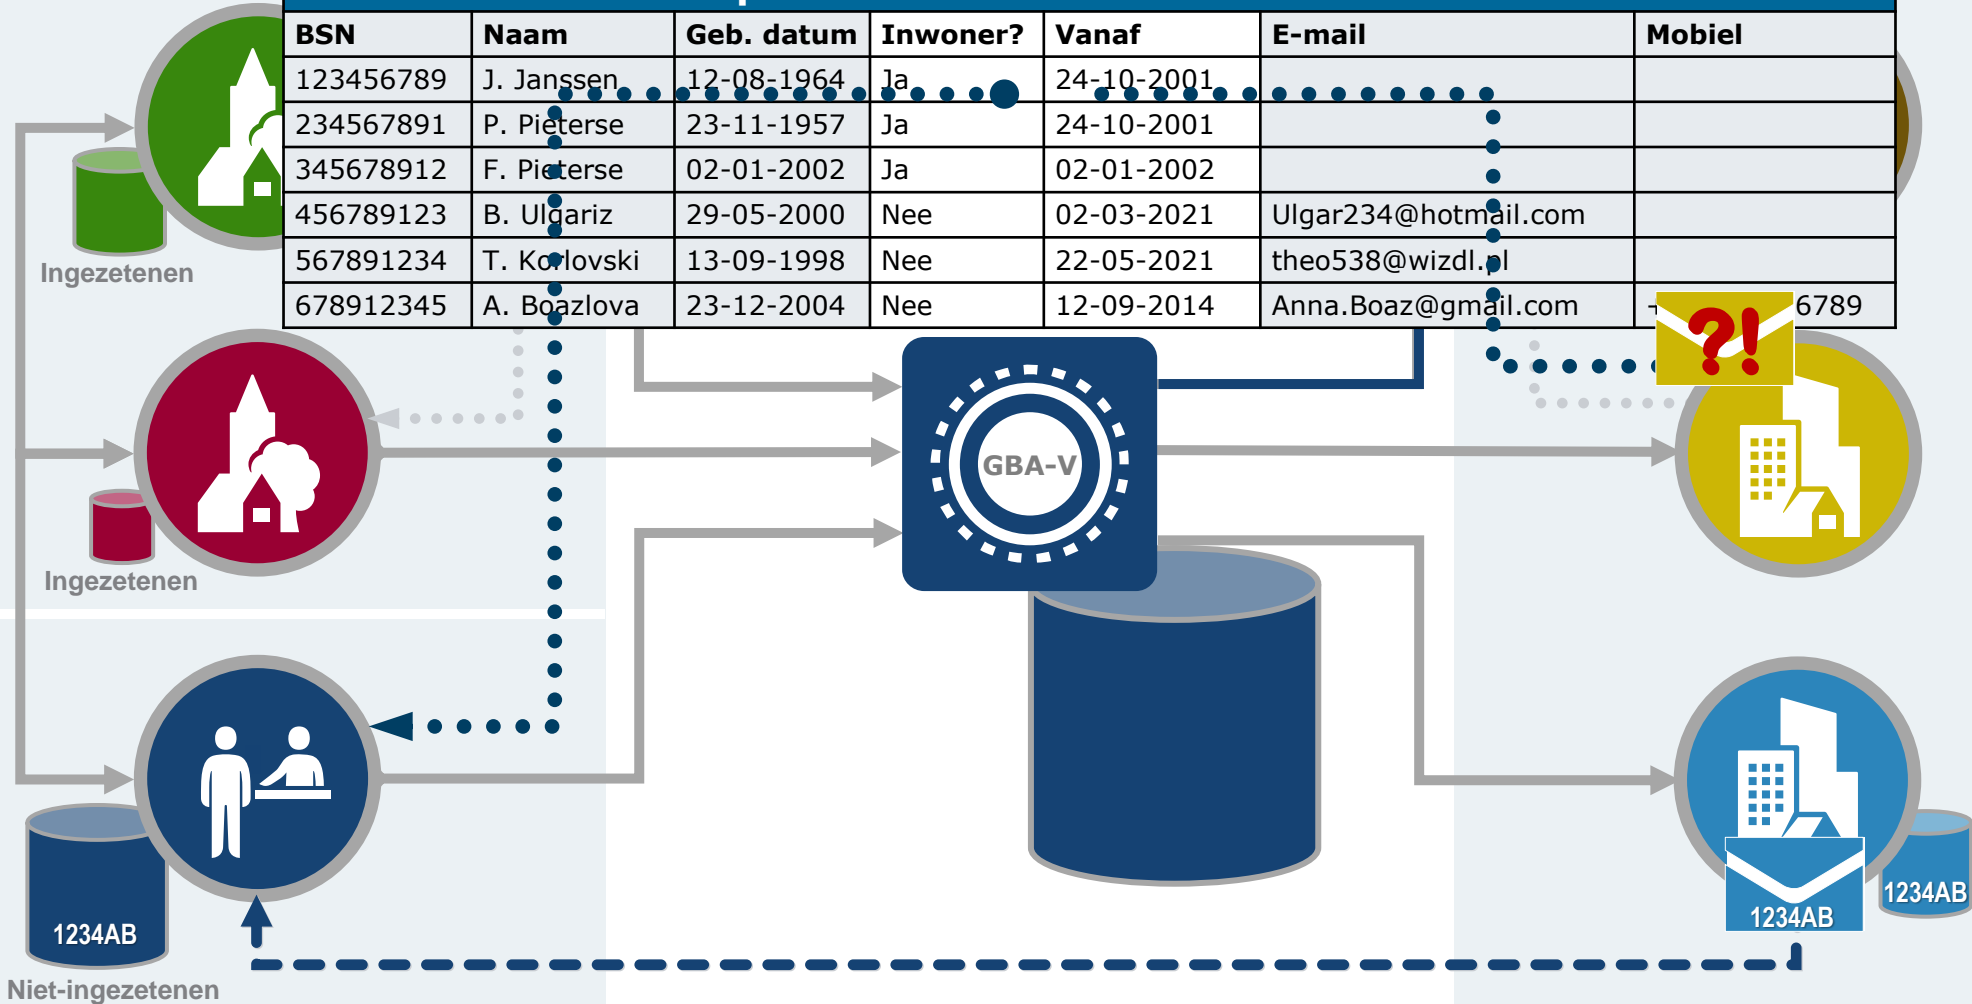 BSN Naam Geb. datum Inwoner? Vanaf E-mail Mobiel
123456789 J. Janssen 12-08-1964 Ja 24-10-2001
234567891 P. Pieterse 23-11-1957 Ja 24-10-2001
345678912 F. Pieterse 02-01-2002 Ja 02-01-2002
456789123 B. Ulgariz 29-05-2000 Nee 02-03-2021 Ulgar234@hotmail.com
567891234 T. Korlovski 13-09-1998 Nee 22-05-2021 theo538@wizdl.pl
678912345 A. Boazlova 23-12-2004 Nee 12-09-2014 Anna.Boaz@gmail.com 6789
Ingezetenen
?!
GBA-V
Ingezetenen
1234AB
1234AB
1234AB
Niet-ingezetenen